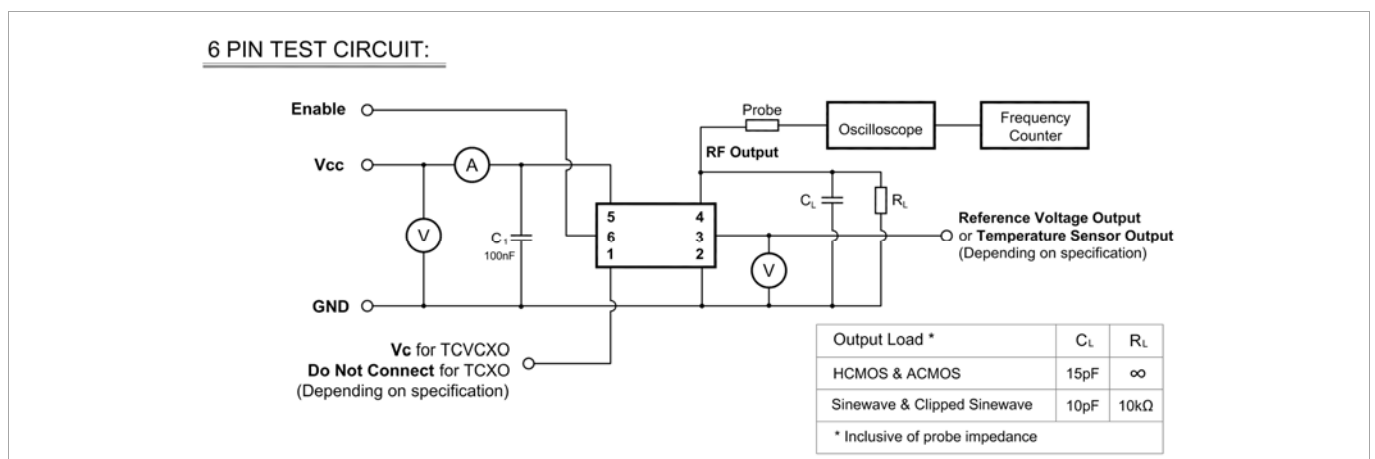 6 PIN TEST CIRCUIT:
Enable
Probe
Oscilloscope
Frequency
Counter
RF Output
Vcc
A
V
C1
100nF
5
4
6
3
1
2
CL
RL
V
Reference Voltage Output
or Temperature Sensor Output
(Depending on specification)
GND
Vc for TCVCXO
Do Not Connect for TCXO
(Depending on specification)
Output Load * CL RL
HCMOS & ACMOS 15pF ∞
Sinewave & Clipped Sinewave 10pF 10kΩ
* Inclusive of probe impedance